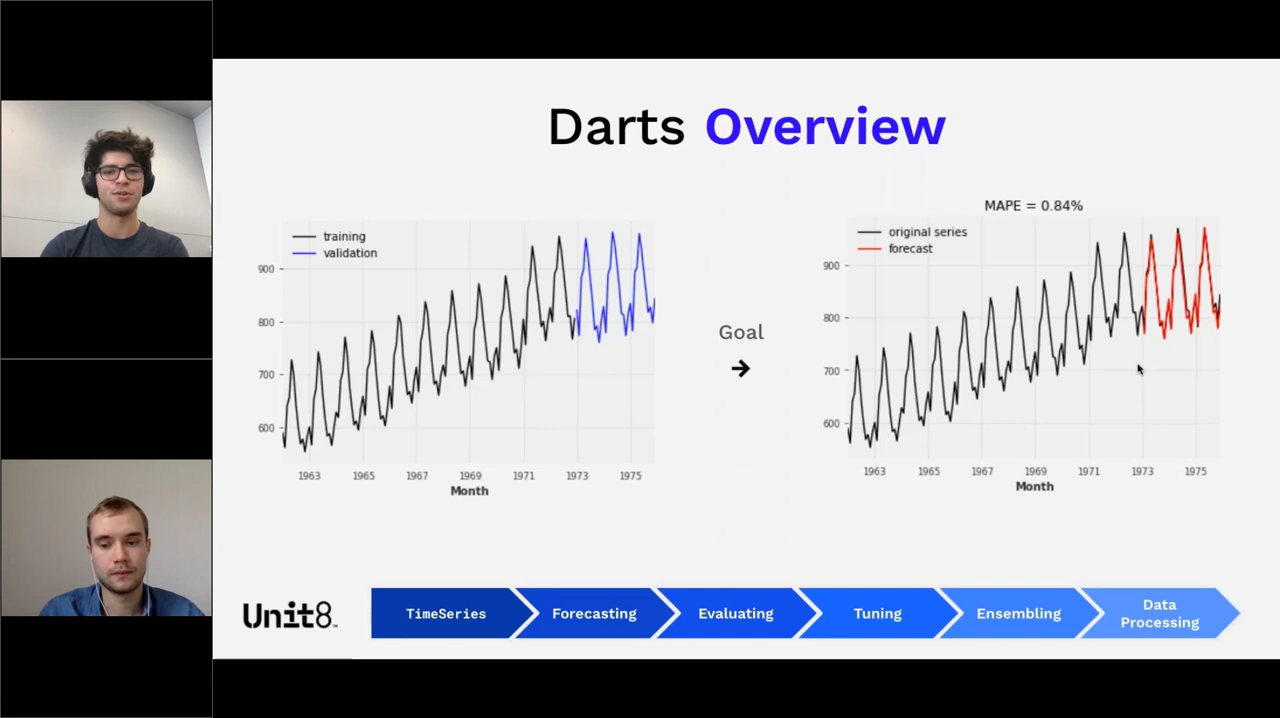 Darts Overview
training
validation
900
800
700
600
1963 1965 1967 1969 1971 1973 1975
Month
Goal
MAPE = 0.84%
original series
forecast
900
800
700
600
1963 1965 1967 1969 1971 1973 1975
Month
Unit8
TimeSeries
Forecasting
Evaluating
Tuning
Ensembling
Data
Processing